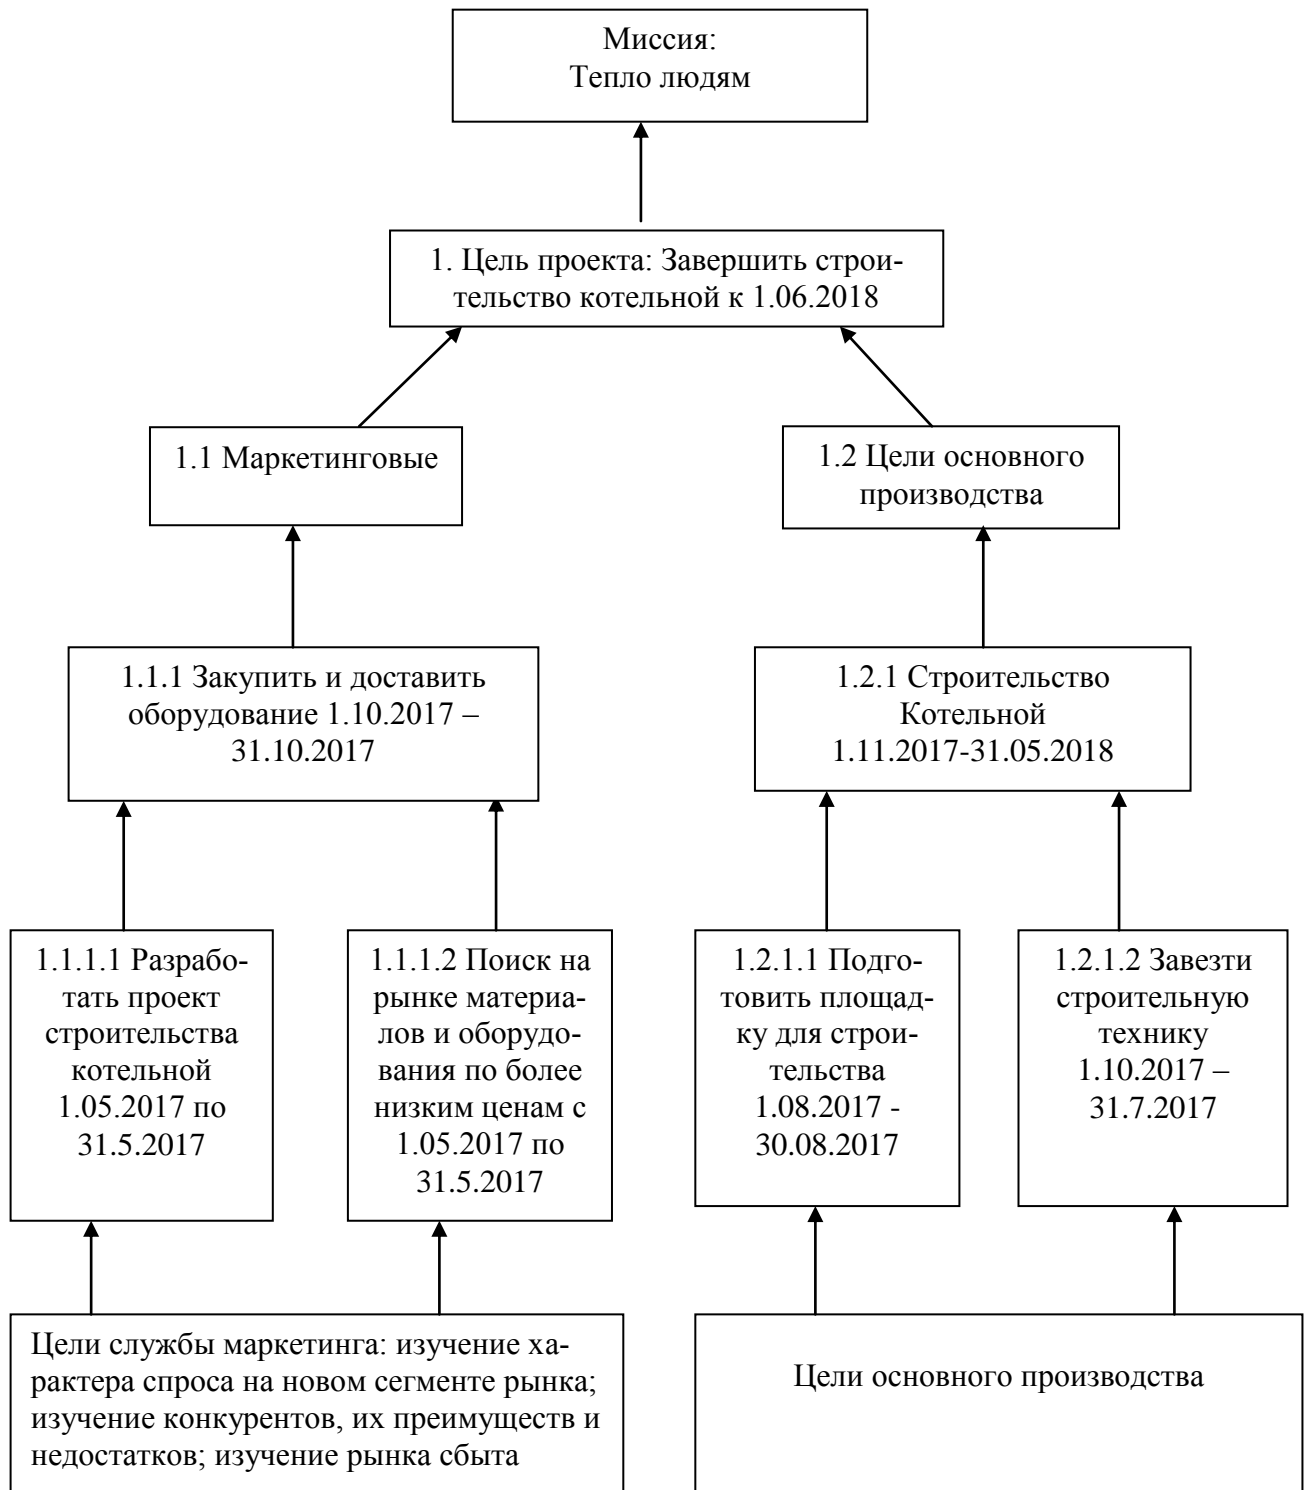 Миссия:
Тепло людям
1. Цель проекта: Завершить строи-
тельство котельной к 1.06.2018
1.1 Маркетинговые
1.2 Цели основного
производства
1.1.1 Закупить и доставить
оборудование 1.10.2017 –
31.10.2017
1.2.1 Строительство
Котельной
1.11.2017-31.05.2018
1.1.1.1 Разрабо-
тать проект
строительства
котельной
1.05.2017 по
31.5.2017
1.1.1.2 Поиск на
рынке материа-
лов и оборудо-
вания по более
низким ценам с
1.05.2017 по
31.5.2017
1.2.1.1 Подго-
товить площад-
ку для строи-
тельства
1.08.2017 -
30.08.2017
1.2.1.2 Завезти
строительную
технику
1.10.2017 –
31.7.2017
Цели службы маркетинга: изучение ха-
рактера спроса на новом сегменте рынка;
изучение конкурентов, их преимуществ и
недостатков; изучение рынка сбыта
Цели основного производства